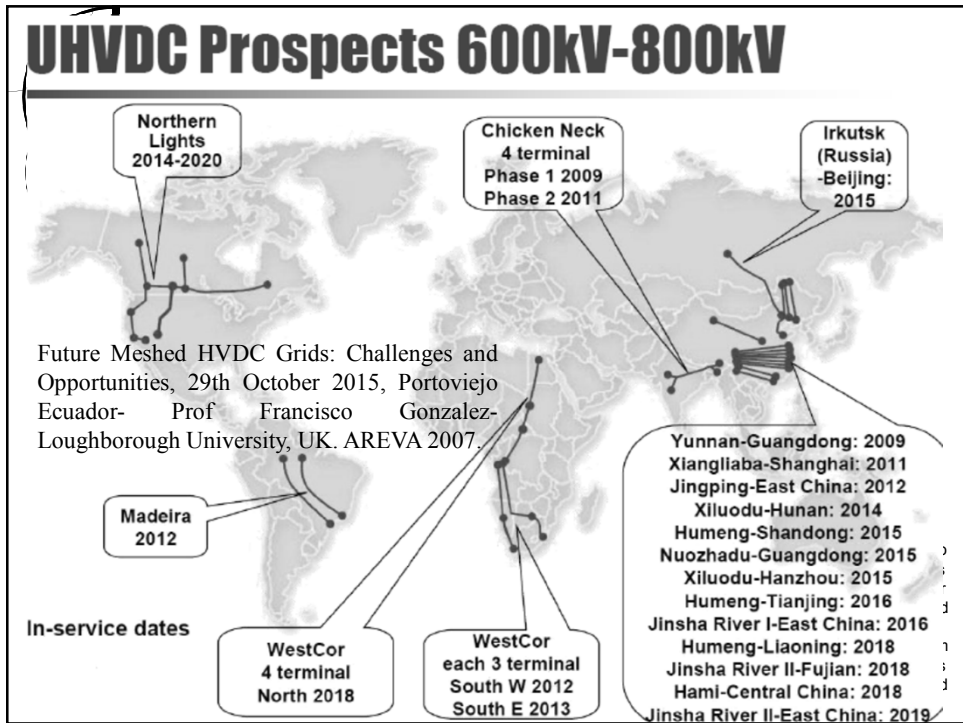 UHVDC Prospects 600kV-800kV
Northern
Lights
2014-2020
Chicken Neck
4 terminal
Phase 1 2009
Phase 2 2011
Irkutsk
(Russia)
-Beijing:
2015
Future Meshed HVDC Grids: Challenges and
Opportunities, 29th October 2015, Portoviejo
Ecuador- Prof Francisco Gonzalez-
Loughborough University, UK. AREVA 2007.
Madeira
2012
In-service dates
WestCor
4 terminal
North 2018
WestCor
each 3 terminal
South W 2012
South E 2013
Yunnan-Guangdong: 2009
Xiangliaba-Shanghai: 2011
Jingping-East China: 2012
Xiluodu-Hunan: 2014
Humeng-Shandong: 2015
Nuozhadu-Guangdong: 2015
Xiluodu-Hanzhou: 2015
Humeng-Tianjing: 2016
Jinsha River I-East China: 2016
Humeng-Liaoning: 2018
Jinsha River II-Fujian: 2018
Hami-Central China: 2018
Jinsha River II-East China: 2019